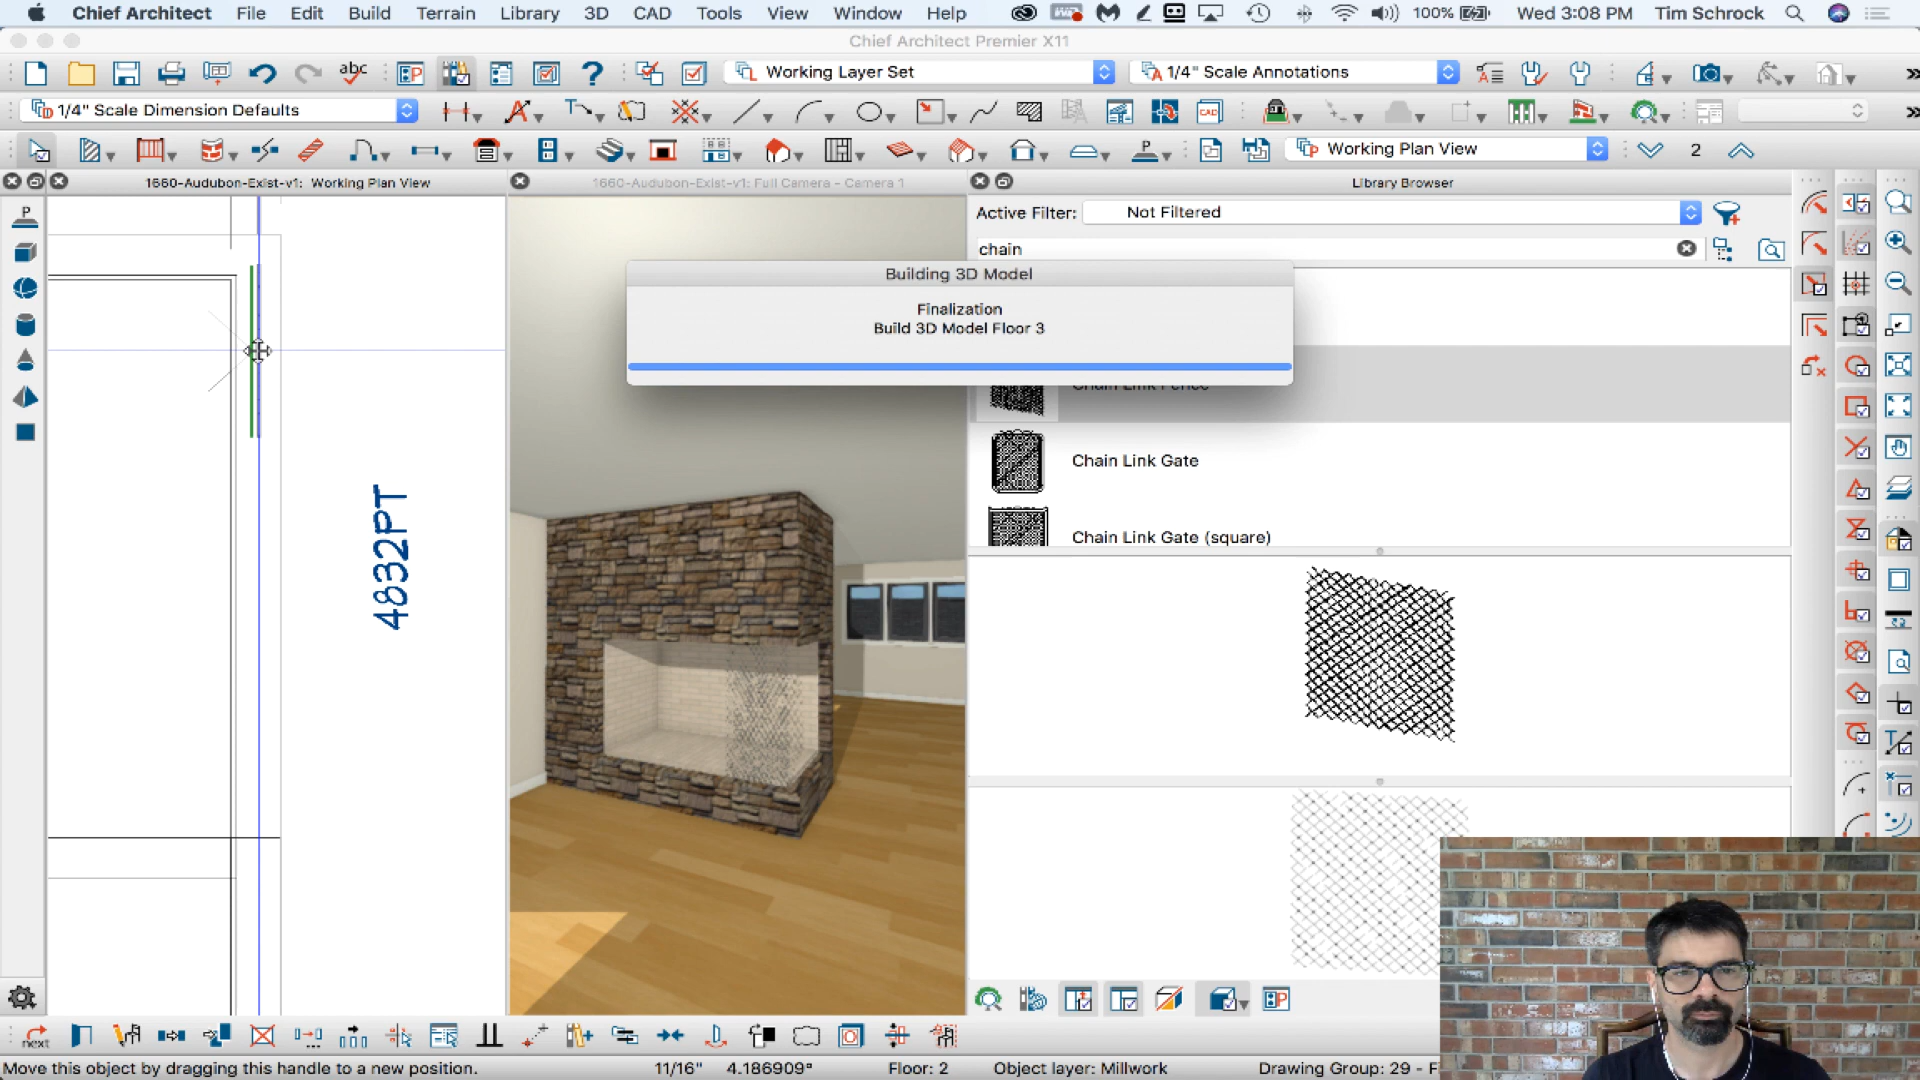 Chief Architect File Edit Build Terrain Library 3D CAD Tools View Window Help 100% Wed 3:08 PM Tim Schrock
Chief Architect Premier X11
abc Working Layer Set 1/4" Scale Annotations
1/4" Scale Dimension Defaults
Working Plan View 2
1660-Audubon-Exist-v1: Working Plan View
1660-Audubon-Exist-v1: Full Camera - Camera 1
Library Browser
Active Filter: Not Filtered
chain
Building 3D Model
Finalization
Build 3D Model Floor 3
Chain Link Fence
Chain Link Gate
Chain Link Gate (square)
4832PT
next
Move this object by dragging this handle to a new position. 11/16" 4.186909° Floor: 2 Object layer: Millwork Drawing Group: 29 - F